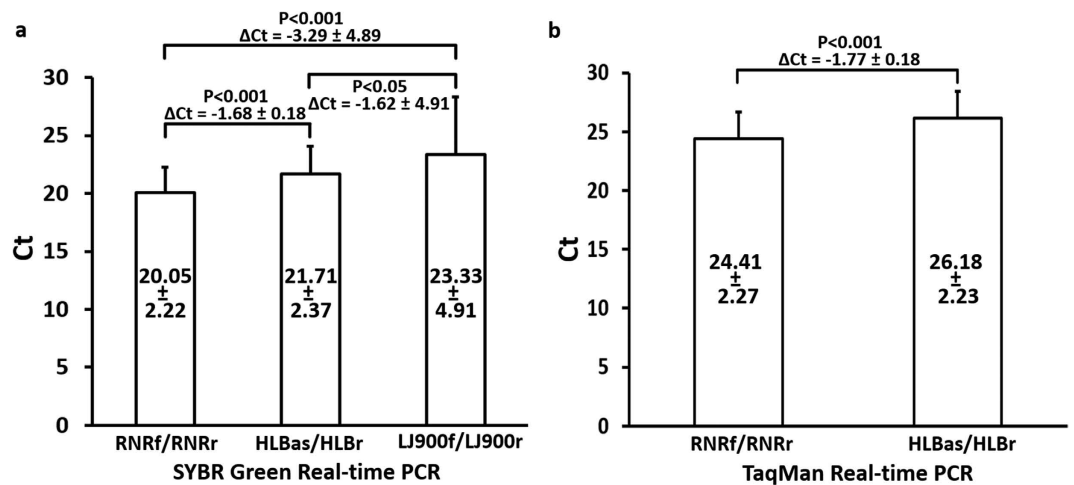 a
P<0.001
ΔCt = -3.29 ± 4.89
P<0.001
ΔCt = -1.68 ± 0.18
P<0.05
ΔCt = -1.62 ± 4.91
Ct
30
25
20
15
10
5
0
20.05
±
2.22
21.71
±
2.37
23.33
±
4.91
RNRf/RNRr
HLBas/HLBr
LJ900f/LJ900r
SYBR Green Real-time PCR
b
P<0.001
ΔCt = -1.77 ± 0.18
Ct
30
25
20
15
10
5
0
24.41
±
2.27
26.18
±
2.23
RNRf/RNRr
HLBas/HLBr
TaqMan Real-time PCR